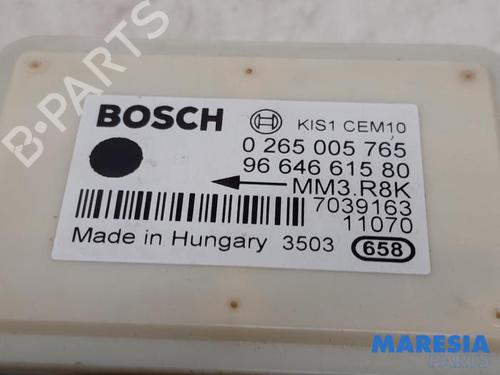 BOSCH KIS1 CEM10
0 265 005 765
96 646 615 80
MM3.R8K
7039163
11070
Made in Hungary 3503 658
B-PARTS
MARESIA
PARTS